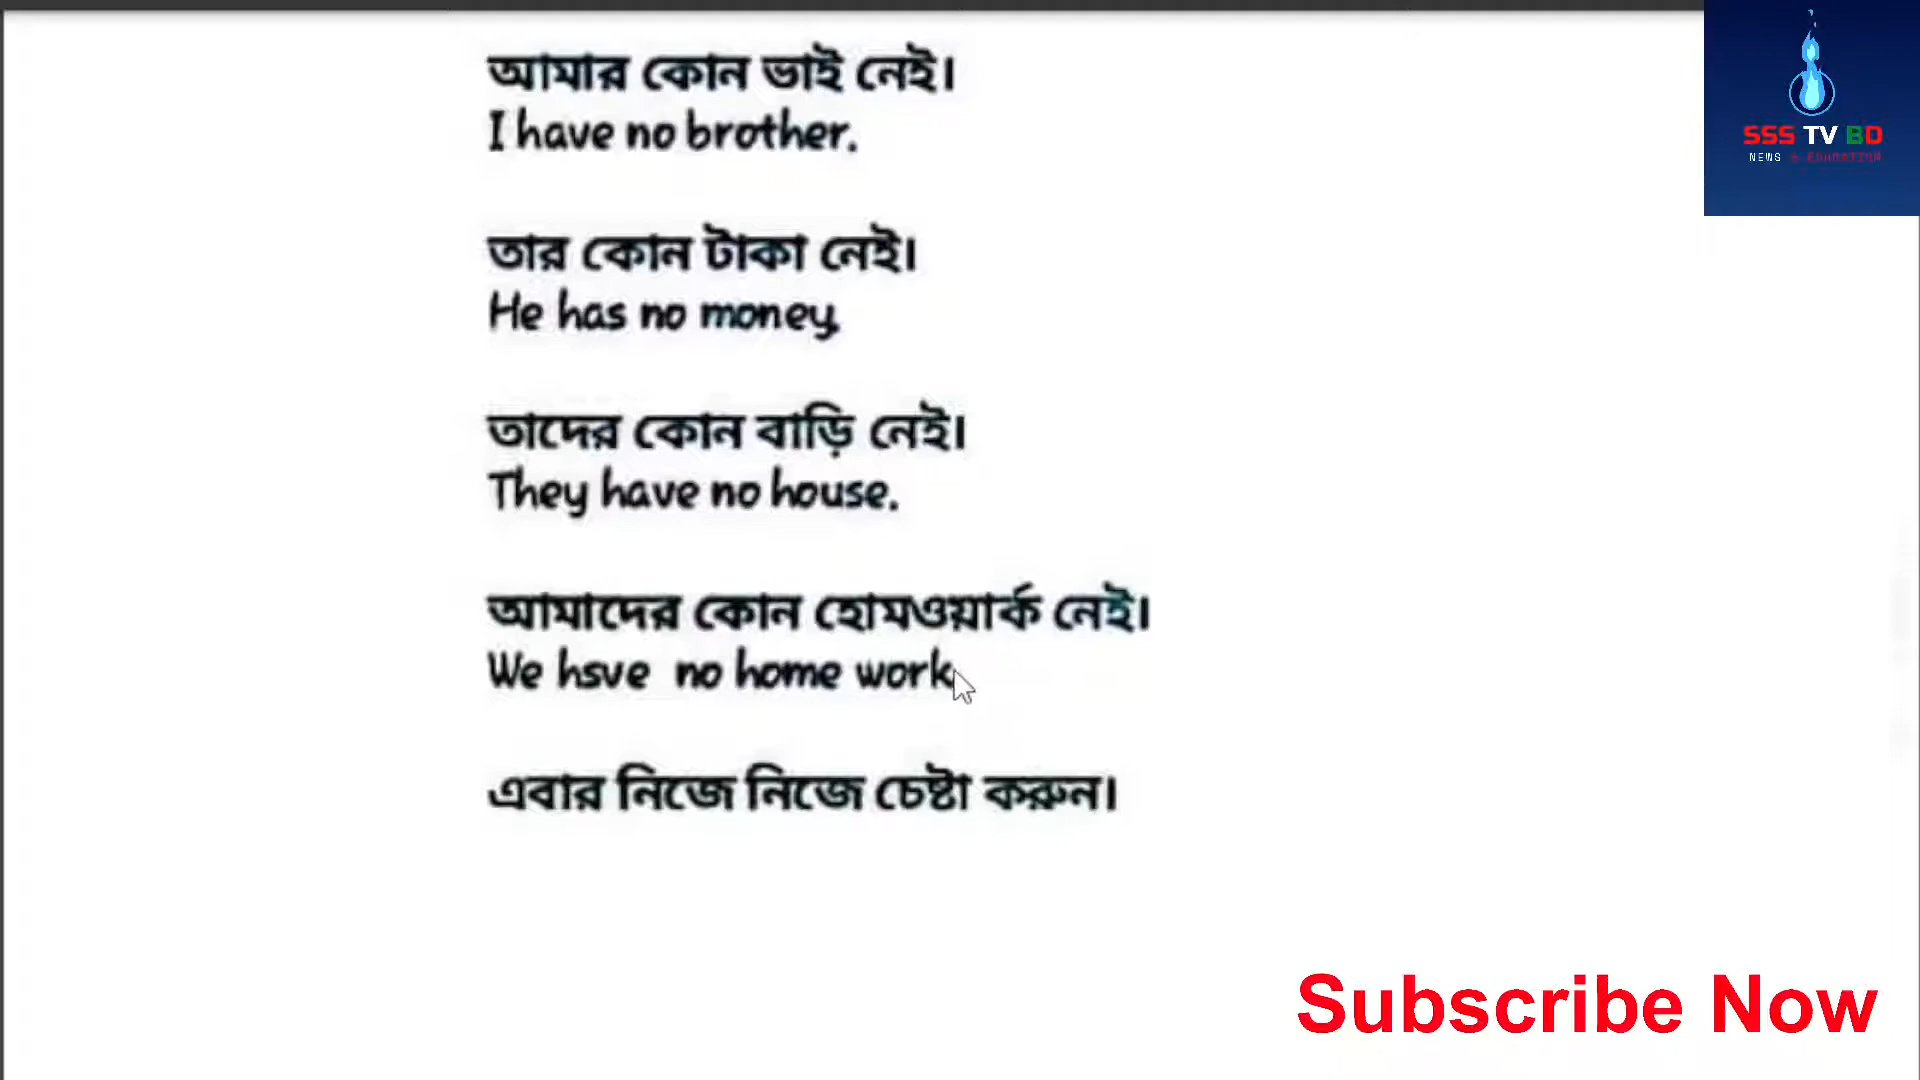 আমার কোন ভাই নেই।
I have no brother.
তার কোন টাকা নেই।
He has no money.
তাদের কোন বাড়ি নেই।
They have no house.
আমাদের কোন হোমওয়ার্ক নেই।
We hsve no home work
এবার নিজে নিজে চেষ্টা করুন।
SSS TV BD
NEWS & EDUCATION
Subscribe Now